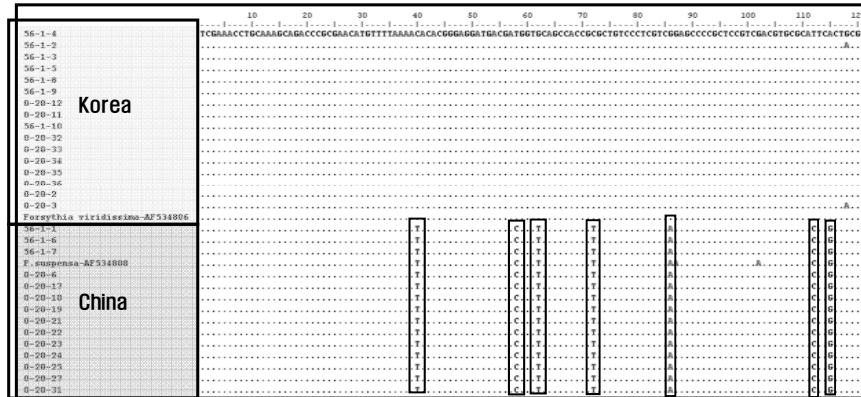 10 20 30 40 50 60 70 80 90 100 110 120
56-1-4 TCGAAACCTGCAAAGCAGACCCGCGAACATGTTTTAAAACACACGGGAGGATGACGATGGTGCAGCCACCGCGCTGTCCCTCGTCGGAGCCCCGCTCCGTCGACGTGCGCATTCACTGCG
56-1-2 A
56-1-3
56-1-5
56-1-8
56-1-9
0-20-12
0-20-11
56-1-10
0-20-32
0-20-33
0-20-34
0-20-35
0-20-36
0-20-2
0-20-3 A
Forsythia viridissima-AF534806
Korea
56-1-1 T C T T A C G
56-1-6 T C T T A C G
56-1-7 T C T T A C G
F.suspensa-AF534808 T C T T AA A C G
0-20-6 T C T T A C G
0-20-17 T C T T A C G
0-20-18 T C T T A C G
0-20-19 T C T T A C G
0-20-21 T C T T A C G
0-20-22 T C T T A C G
0-20-23 T C T T A C G
0-20-24 T C T T A C G
0-20-25 T C T T A C G
0-20-27 T C T T A C G
0-20-31 T C T T A C G
China